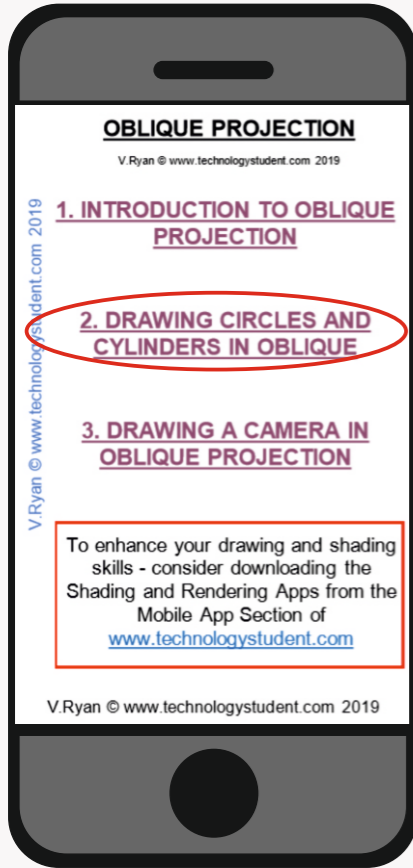 OBLIQUE PROJECTION
V.Ryan © www.technologystudent.com 2019
V.Ryan © www.technologystudent.com 2019
1. INTRODUCTION TO OBLIQUE
PROJECTION
2. DRAWING CIRCLES AND
CYLINDERS IN OBLIQUE
3. DRAWING A CAMERA IN
OBLIQUE PROJECTION
To enhance your drawing and shading
skills - consider downloading the
Shading and Rendering Apps from the
Mobile App Section of
www.technologystudent.com
V.Ryan © www.technologystudent.com 2019